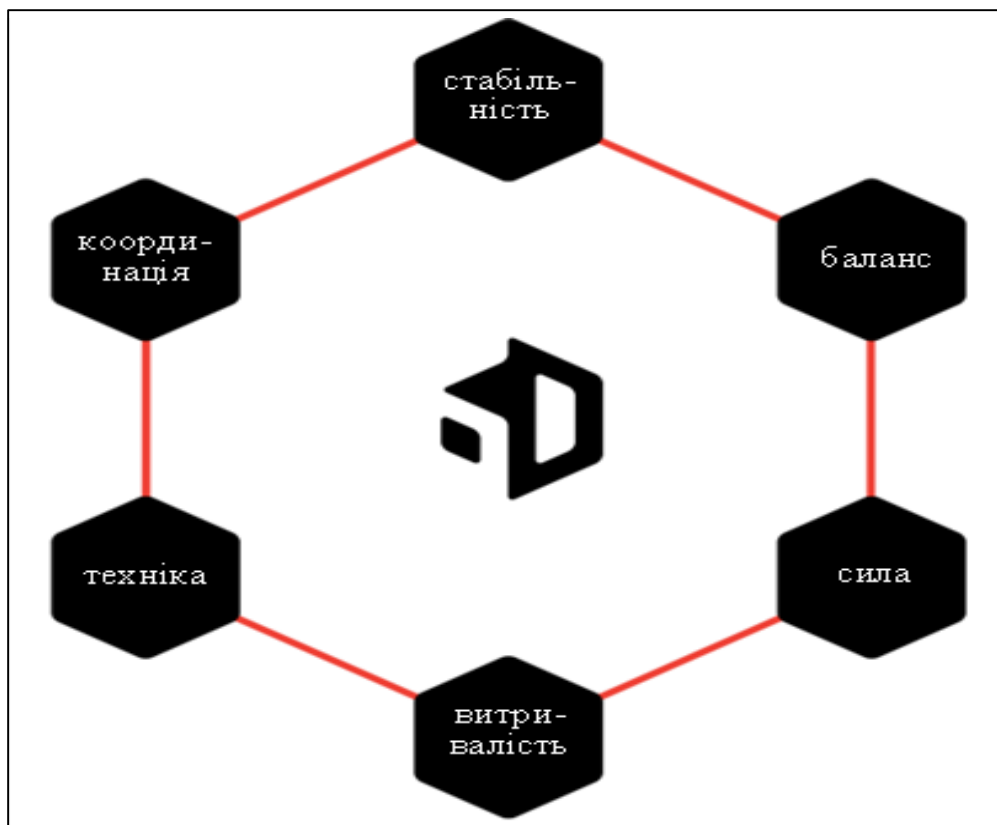 стабіль-
ність
коорди-
нація
баланс
техніка
сила
витри-
валість